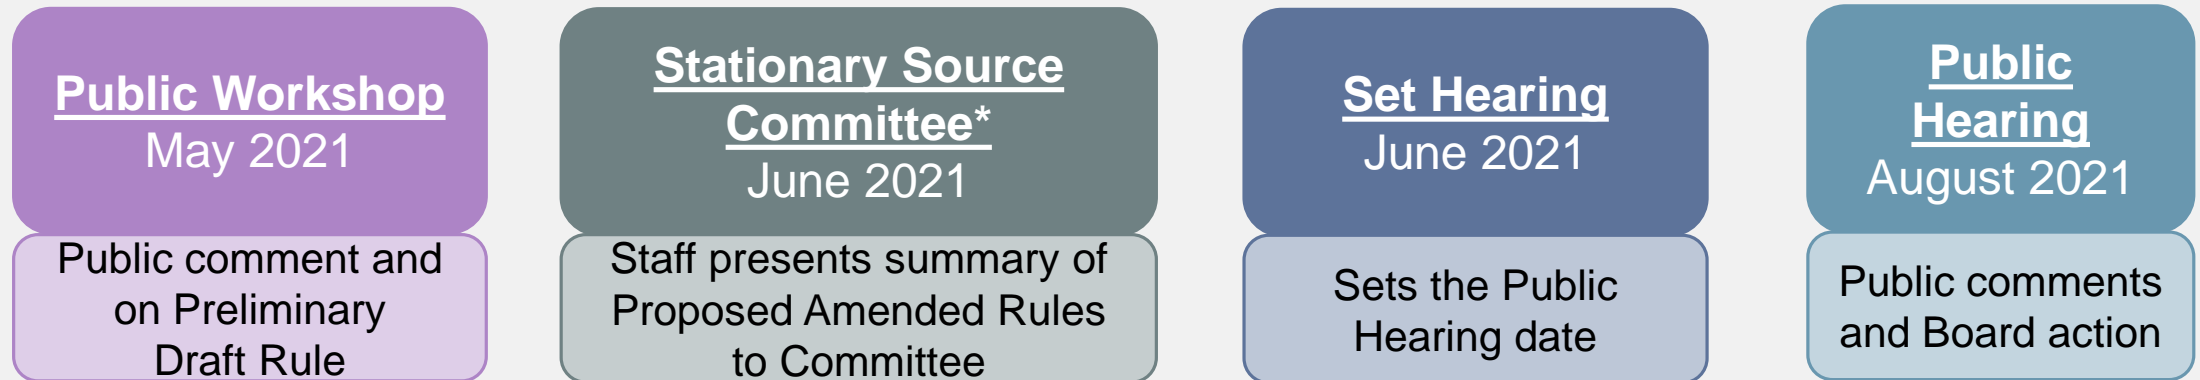 Public Workshop
May 2021
Public comment and
on Preliminary
Draft Rule
Stationary Source
Committee*
June 2021
Staff presents summary of
Proposed Amended Rules
to Committee
Set Hearing
June 2021
Sets the Public
Hearing date
Public
Hearing
August 2021
Public comments
and Board action